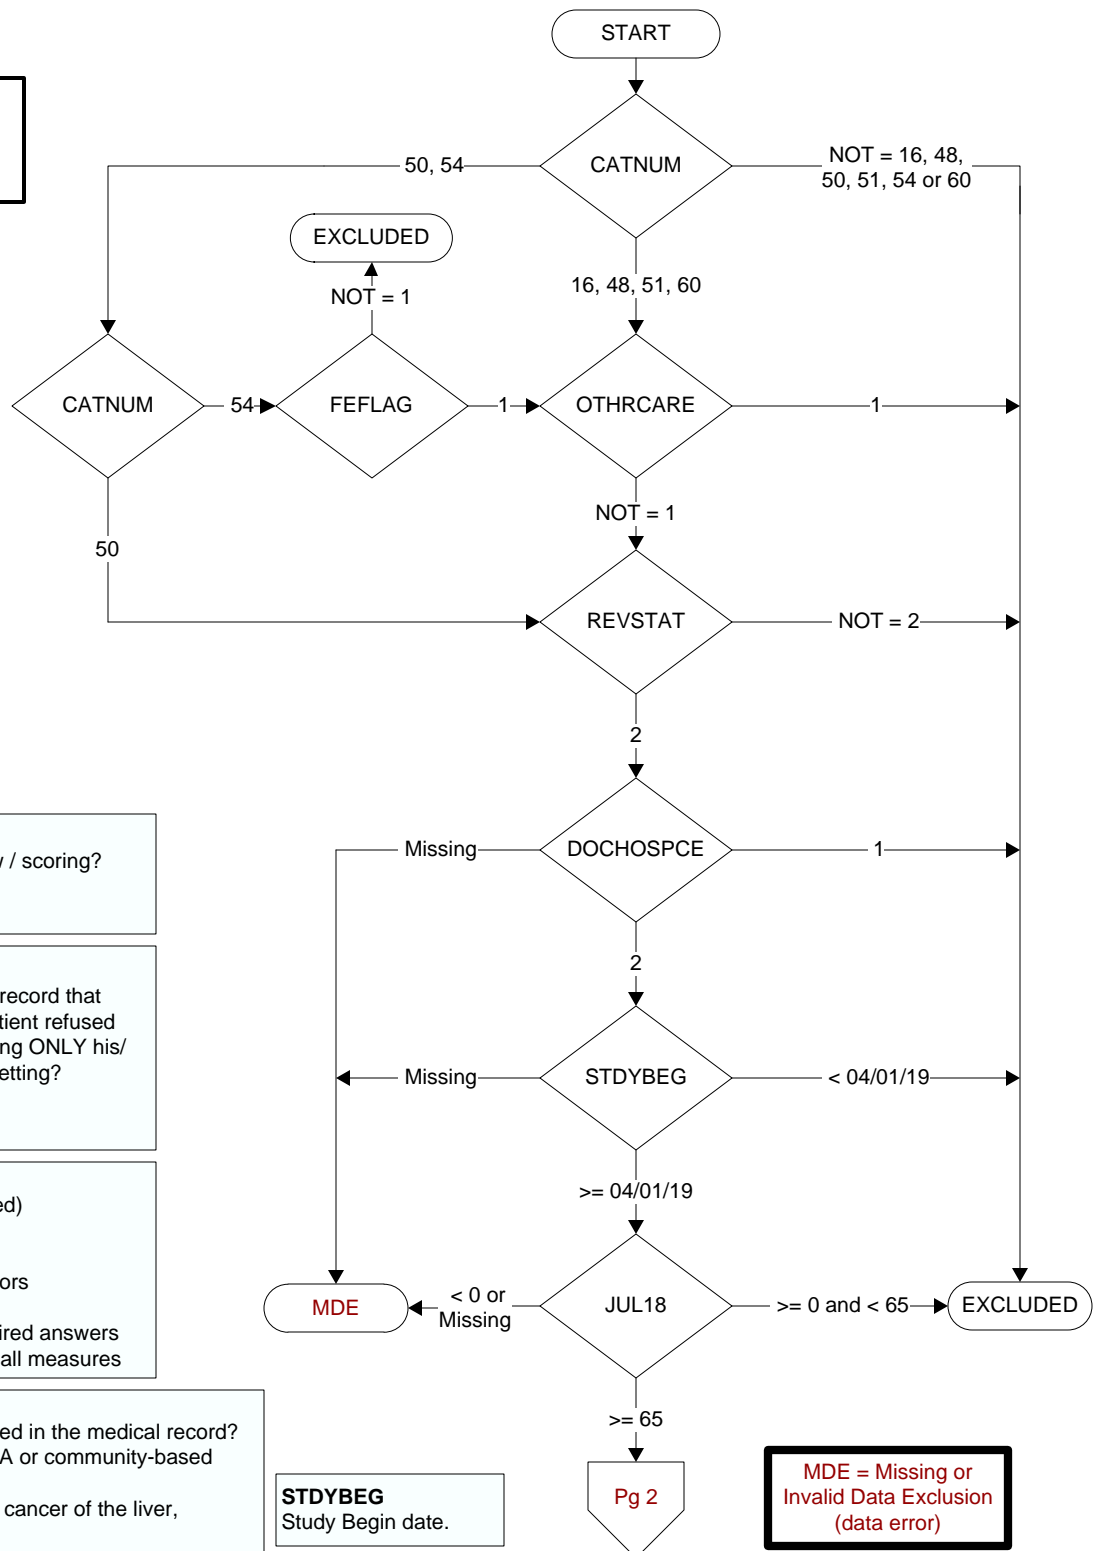 START
CATNUM
50, 54
NOT = 16, 48,
50, 51, 54 or 60
EXCLUDED
NOT = 1
16, 48, 51, 60
CATNUM
54
FEFLAG
1
OTHRCARE
1
NOT = 1
50
REVSTAT
NOT = 2
2
DOCHOSPCE
Missing
1
/ scoring?
2
record that
tient refused
ng ONLY his/
etting?
STDYBEG
Missing
< 04/01/19
>= 04/01/19
ed)
ors
ired answers
all measures
MDE
< 0 or
Missing
JUL18
>= 0 and < 65
EXCLUDED
>= 65
ed in the medical record?
A or community-based
cancer of the liver,
STDYBEG
Study Begin date.
Pg 2
MDE = Missing or
Invalid Data Exclusion
(data error)